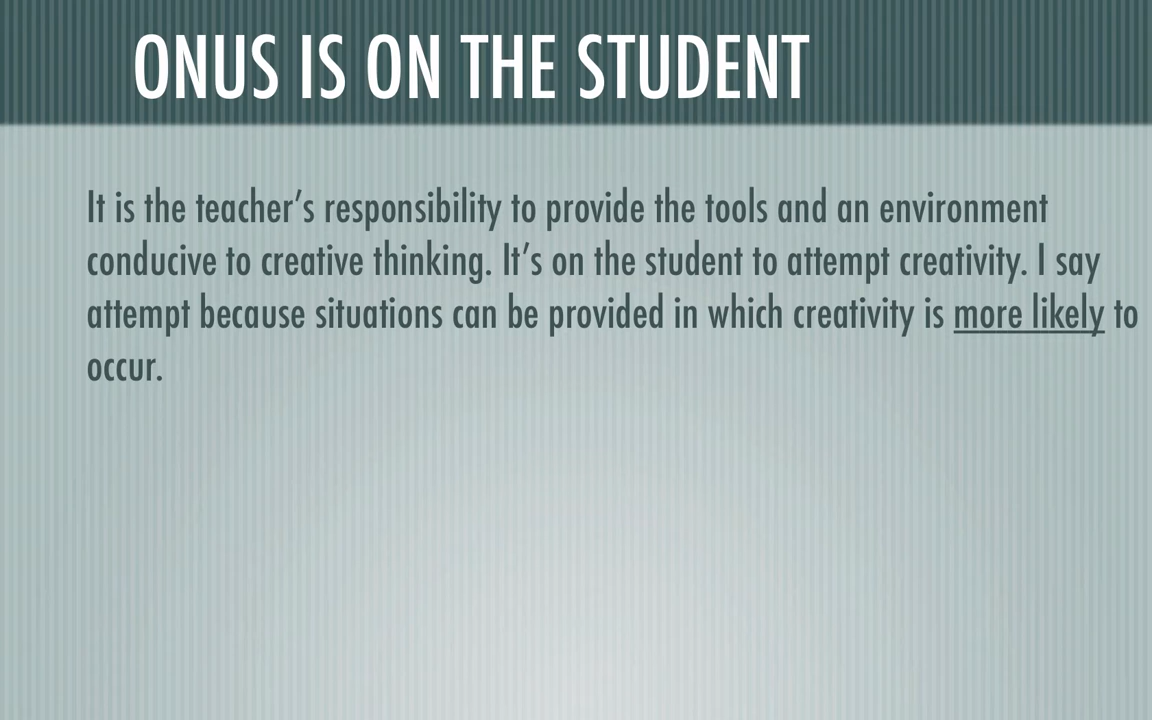 ONUS IS ON THE STUDENT
It is the teacher’s responsibility to provide the tools and an environment
conducive to creative thinking. It’s on the student to attempt creativity. I say
attempt because situations can be provided in which creativity is more likely to
occur.